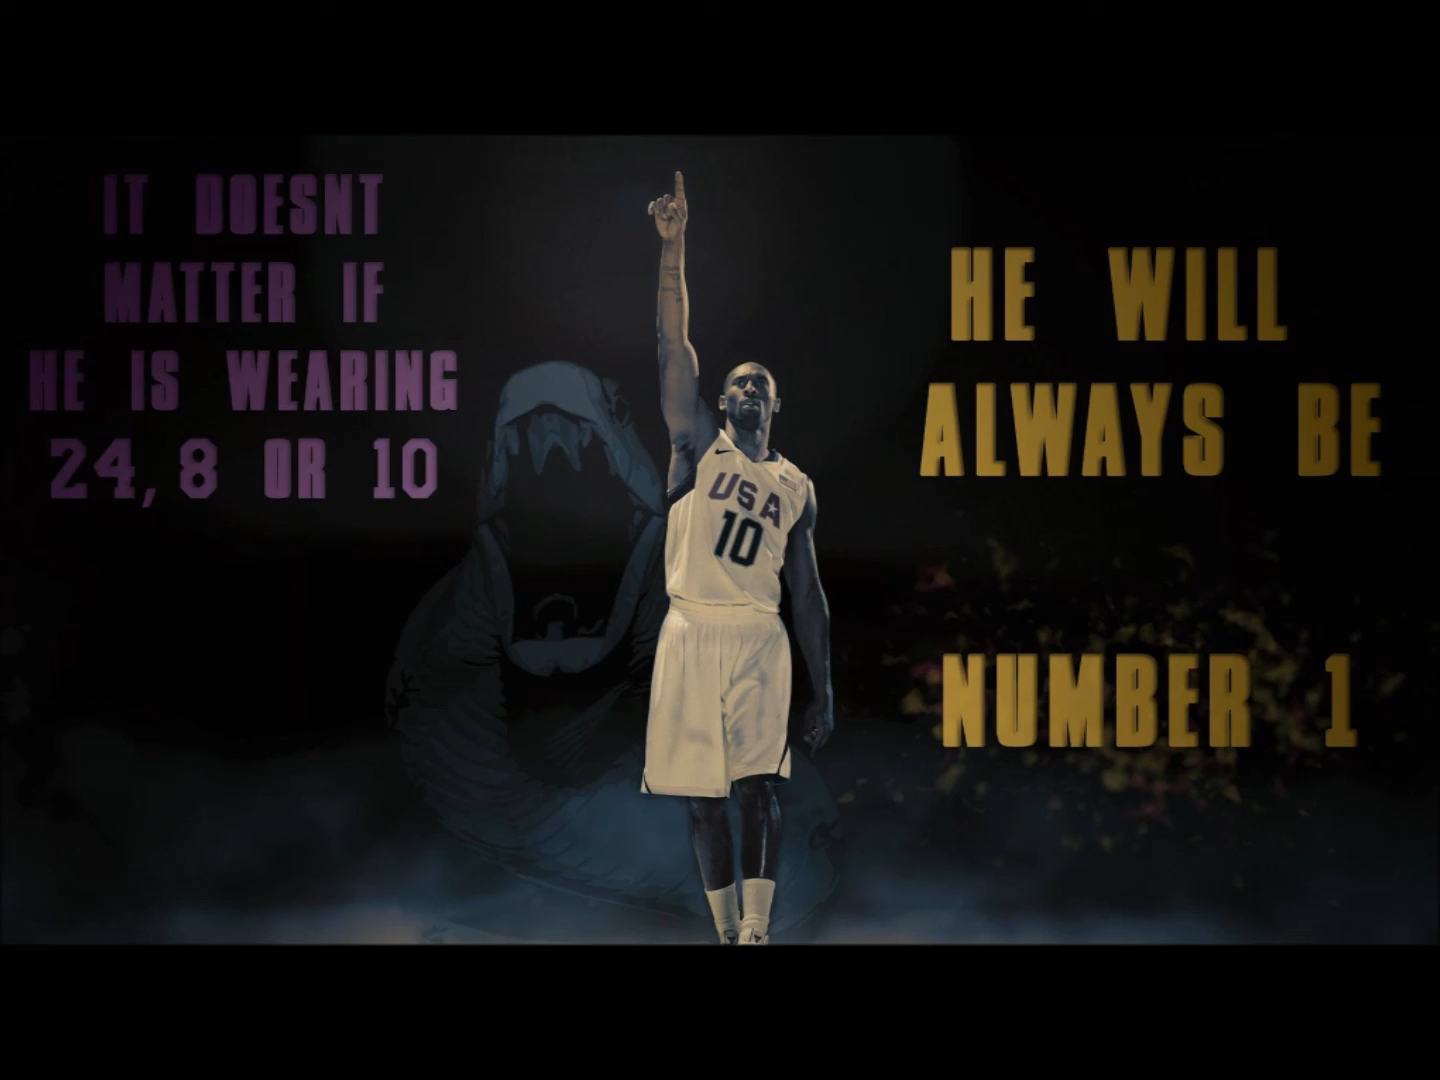 IT DOESNT
MATTER IF
HE IS WEARING
24, 8 OR 10
HE WILL
ALWAYS BE
NUMBER 1
USA
10